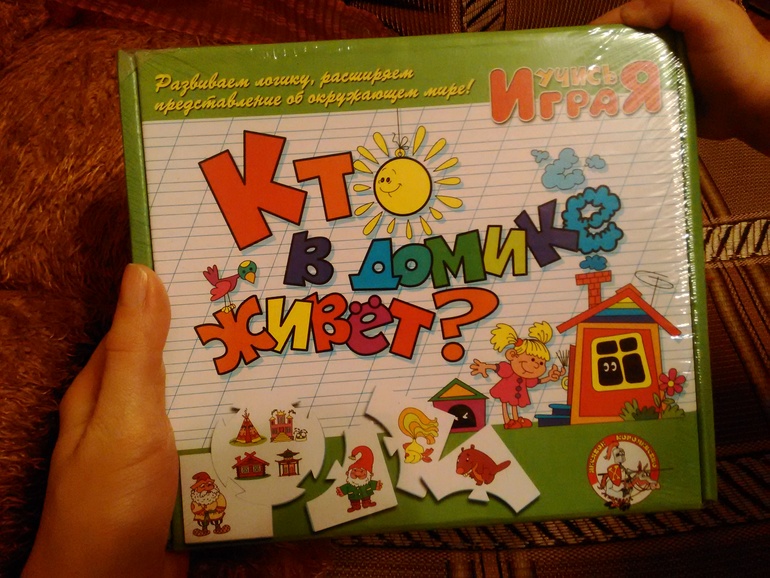 Развиваем логику, расширяем
представление об окружающем мире!
УЧИСЬ
ИГРАЯ
Кто
в домике
живёт?